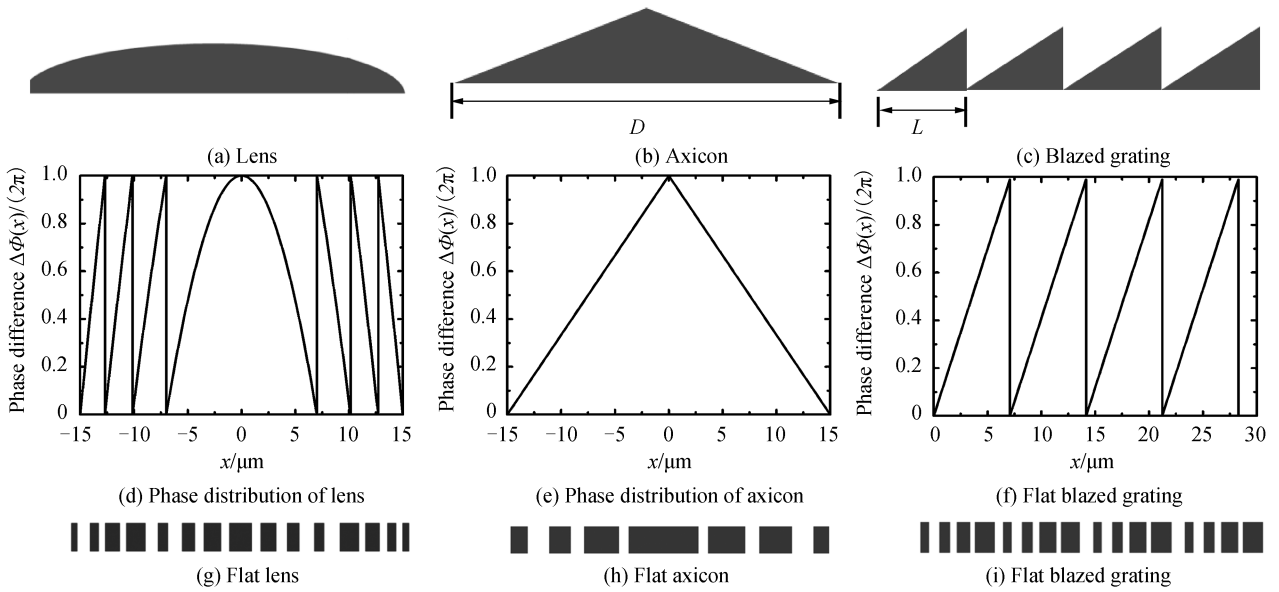 D
L
(a) Lens
(b) Axicon
(c) Blazed grating
Phase difference ΔΦ(x)/(2π)
1.0
0.8
0.6
0.4
0.2
0
−15 −10 −5 0 5 10 15
x/μm
(d) Phase distribution of lens
Phase difference ΔΦ(x)/(2π)
1.0
0.8
0.6
0.4
0.2
0
−15 −10 −5 0 5 10 15
x/μm
(e) Phase distribution of axicon
Phase difference ΔΦ(x)/(2π)
1.0
0.8
0.6
0.4
0.2
0
0 5 10 15 20 25 30
x/μm
(f) Flat blazed grating
(g) Flat lens
(h) Flat axicon
(i) Flat blazed grating